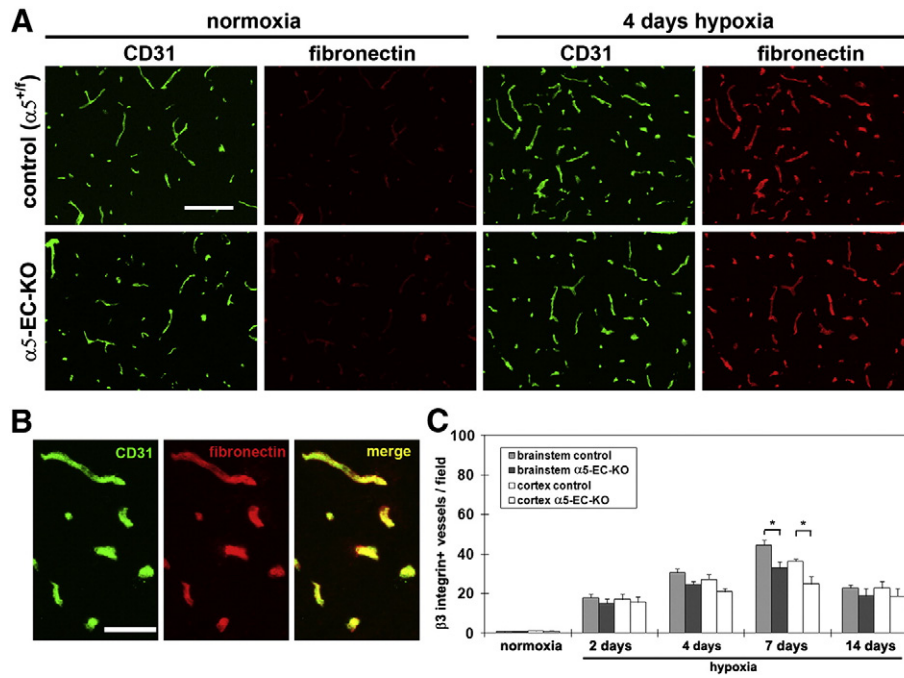 A
normoxia
4 days hypoxia
CD31
fibronectin
CD31
fibronectin
control (α5+/f)
α5-EC-KO
B
CD31
fibronectin
merge
C
β3 integrin+ vessels / field
100
80
60
40
20
0
brainstem control
brainstem α5-EC-KO
cortex control
cortex α5-EC-KO
*
*
normoxia
2 days
4 days
7 days
14 days
hypoxia